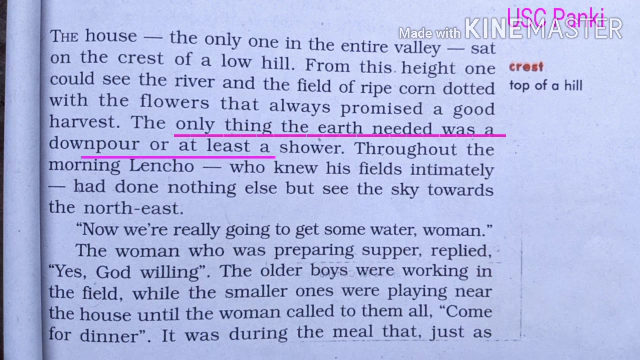 USC Panki
Made with KINEMASTER
THE house — the only one in the entire valley — sat
on the crest of a low hill. From this height one
could see the river and the field of ripe corn dotted
with the flowers that always promised a good
harvest. The only thing the earth needed was a
downpour or at least a shower. Throughout the
morning Lencho — who knew his fields intimately
— had done nothing else but see the sky towards
the north-east.
“Now we're really going to get some water, woman.”
The woman who was preparing supper, replied,
“Yes, God willing”. The older boys were working in
the field, while the smaller ones were playing near
the house until the woman called to them all, “Come
for dinner”. It was during the meal that, just as
crest
top of a hill